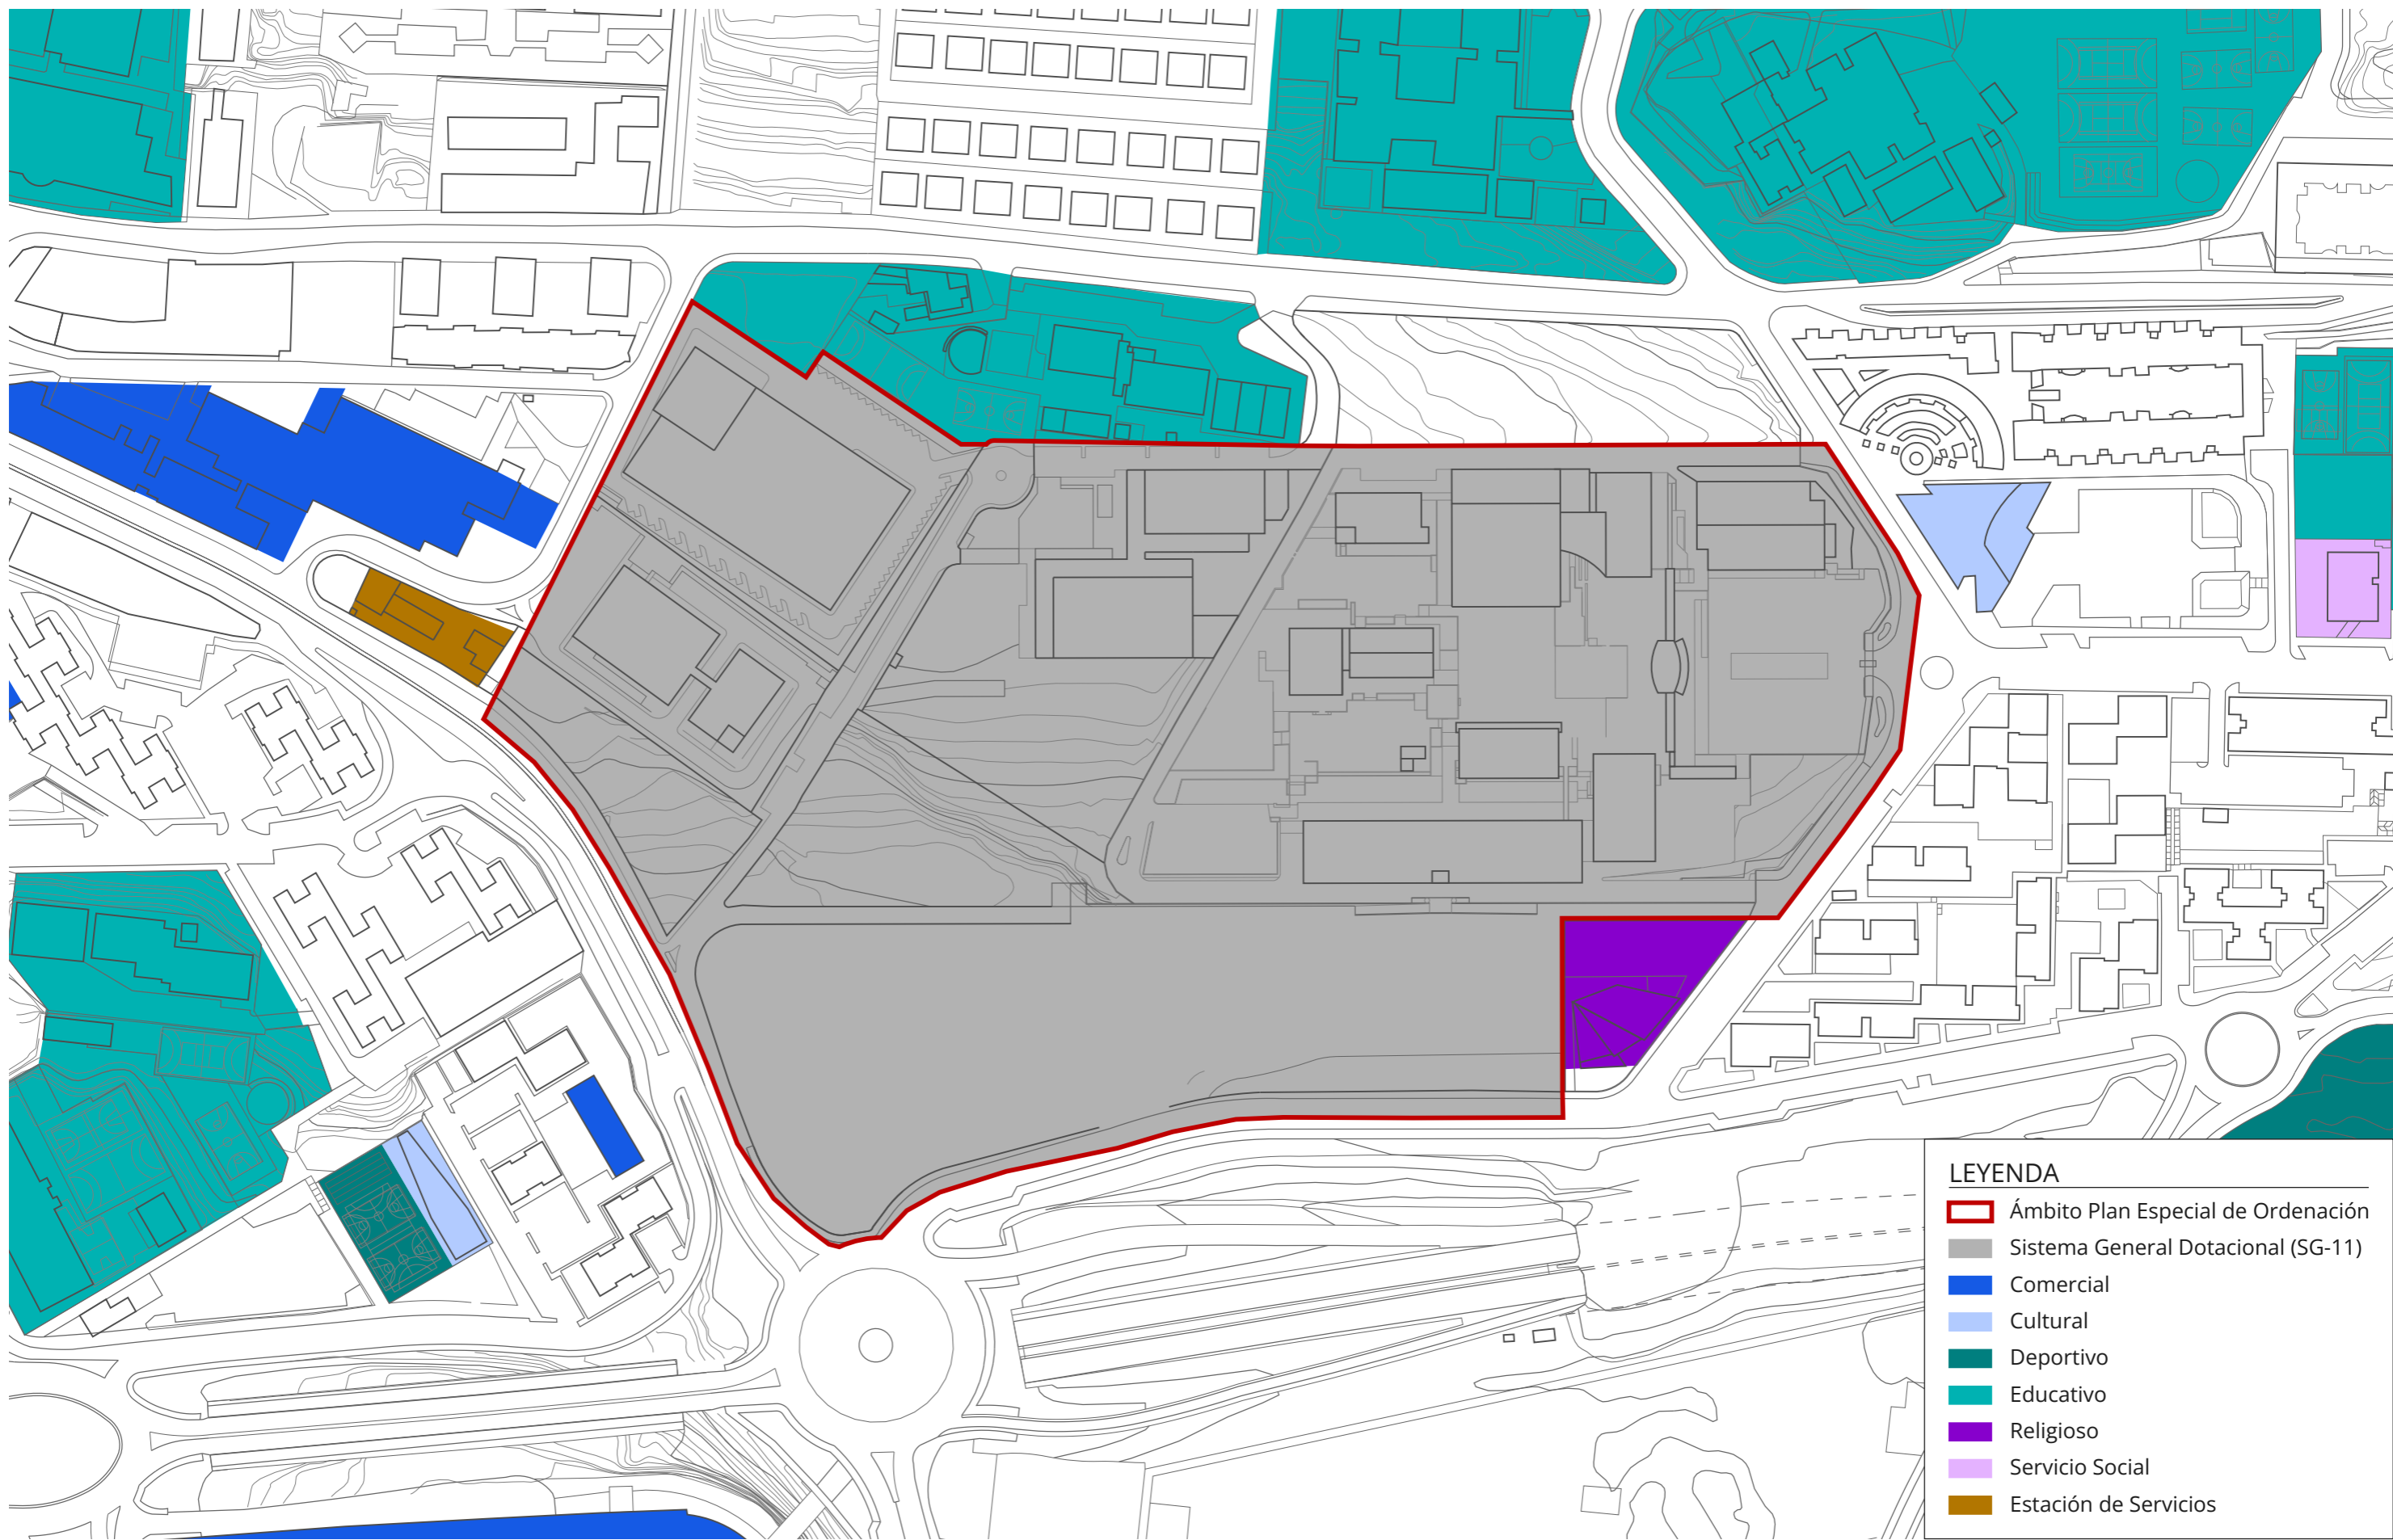 LEYENDA
Ámbito Plan Especial de Ordenación
Sistema General Dotacional (SG-11)
Comercial
Cultural
Deportivo
Educativo
Religioso
Servicio Social
Estación de Servicios